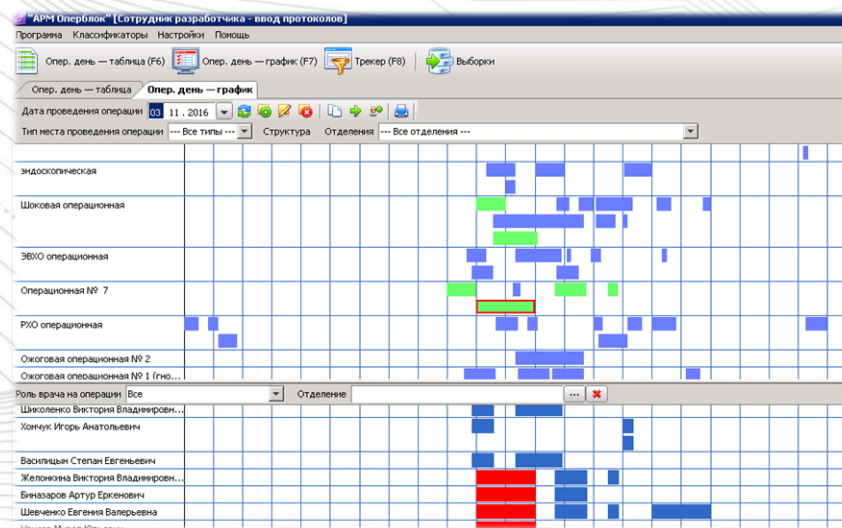 "АРМ Оперблок" [Сотрудник разработчика - ввод протоколов]
Программа Классификаторы Настройки Помощь
Опер. день — таблица (F6) Опер. день — график (F7) Трекер (F8) Выборки
Опер. день — таблица Опер. день — график
Дата проведения операции 03 11 . 2016
Тип места проведения операции --- Все типы --- Структура Отделения --- Все отделения ---
эндоскопическая
Шоковая операционная
ЭВХО операционная
Операционная № 7
РХО операционная
Ожоговая операционная № 2
Ожоговая операционная № 1 (гно...
Роль врача на операции Все Отделение ...
Шиколенко Виктория Владимировн...
Хомчук Игорь Анатольевич
Василицын Степан Евгеньевич
Желонкина Виктория Владимировн...
Биназаров Артур Еркенович
Шевченко Евгения Валерьевна